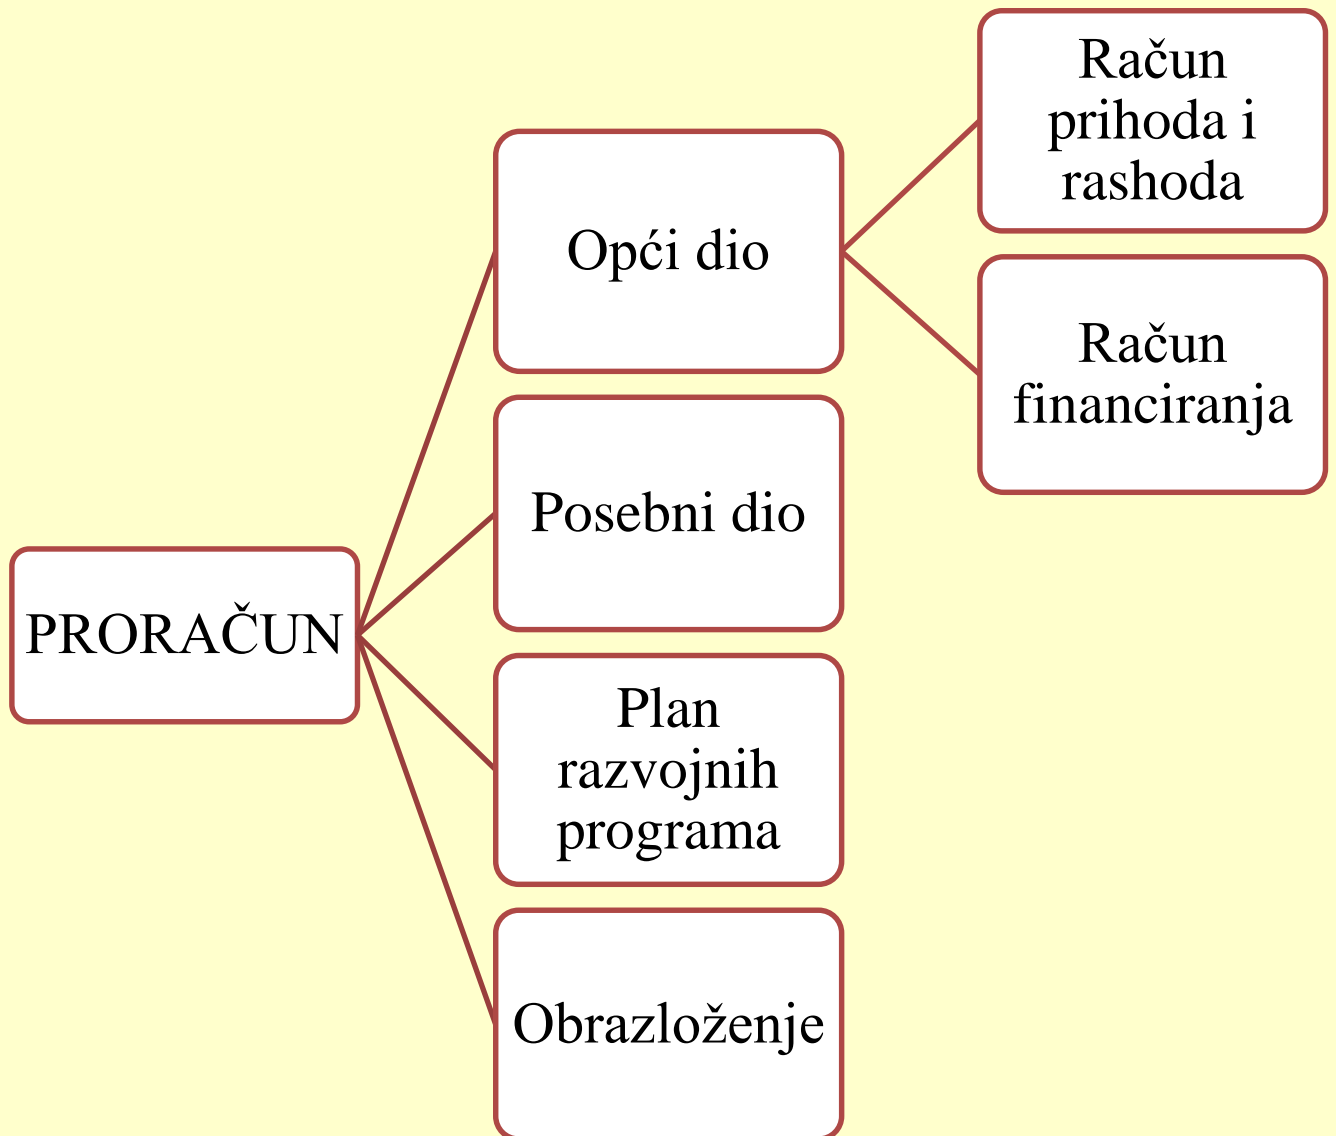 PRORAČUN
Opći dio
Račun
prihoda i
rashoda
Račun
financiranja
Posebni dio
Plan
razvojnih
programa
Obrazloženje